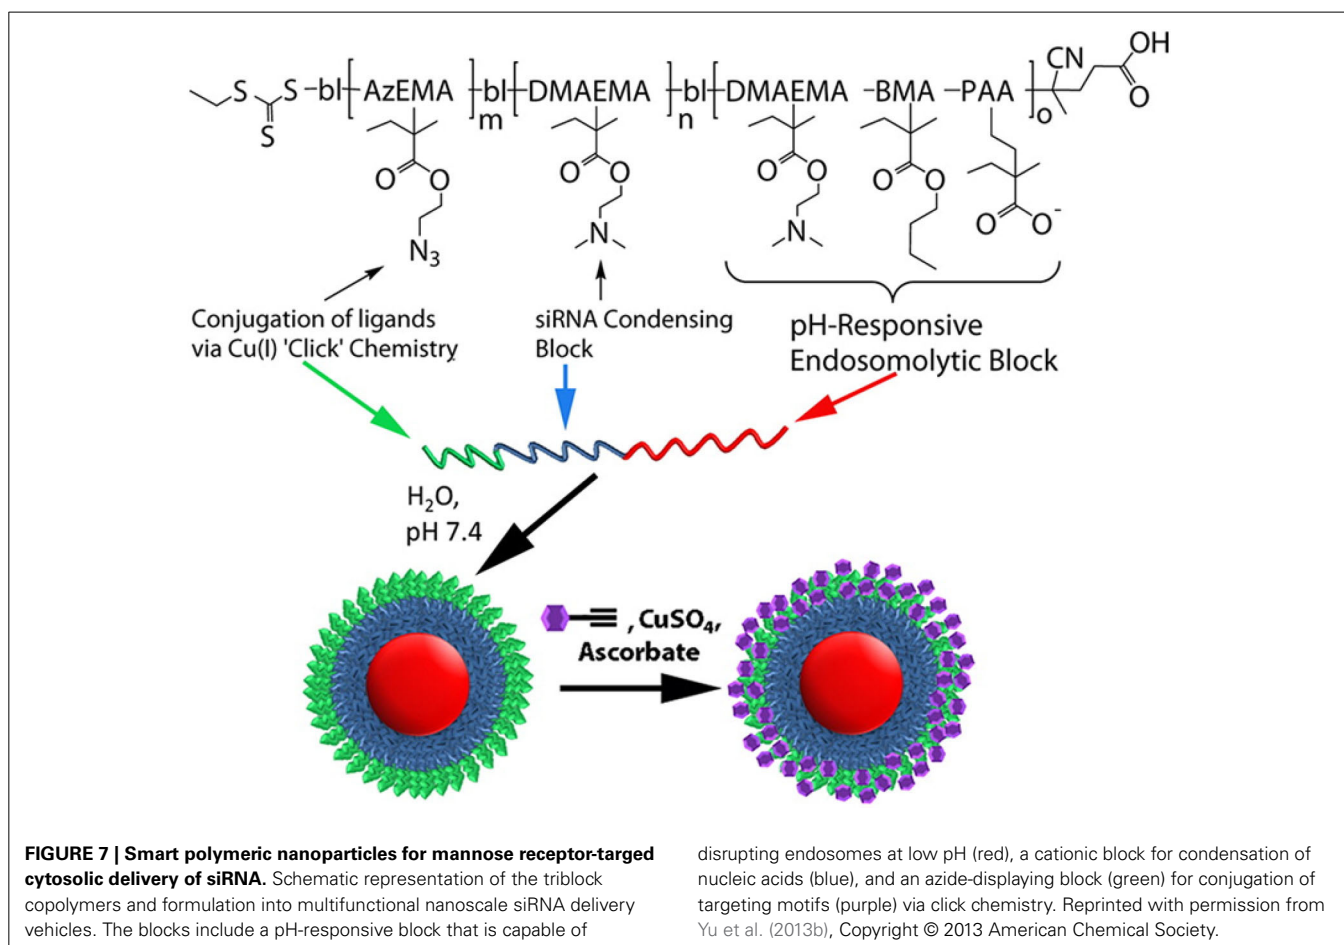 S S -bl-[AzEMA]m-bl-[DMAEMA]n-bl-[DMAEMA -BMA -PAA]o CN OH
S O
O O O O O O O O O O⁻
N₃ N N
Conjugation of ligands
via Cu(I) 'Click' Chemistry
siRNA Condensing
Block
pH-Responsive
Endosomolytic Block
H₂O,
pH 7.4
, CuSO₄,
Ascorbate
FIGURE 7 | Smart polymeric nanoparticles for mannose receptor-targed
cytosolic delivery of siRNA. Schematic representation of the triblock
copolymers and formulation into multifunctional nanoscale siRNA delivery
vehicles. The blocks include a pH-responsive block that is capable of
disrupting endosomes at low pH (red), a cationic block for condensation of
nucleic acids (blue), and an azide-displaying block (green) for conjugation of
targeting motifs (purple) via click chemistry. Reprinted with permission from
Yu et al. (2013b), Copyright © 2013 American Chemical Society.